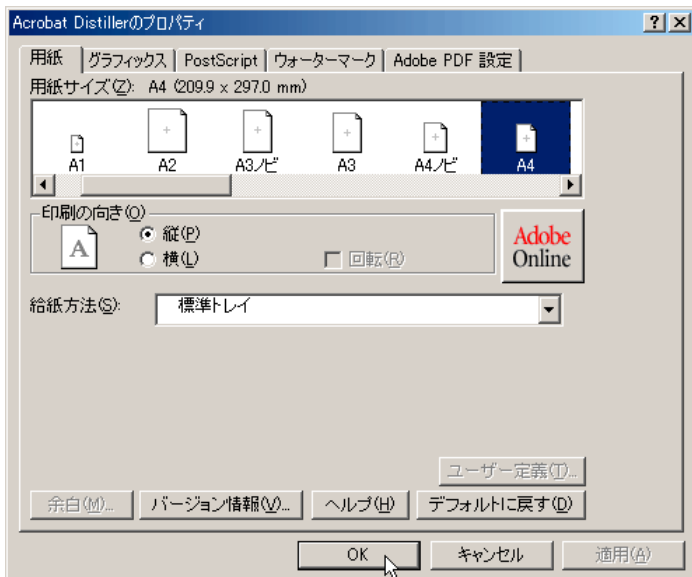 Acrobat Distillerのプロパティ
用紙 グラフィックス PostScript ウォーターマーク Adobe PDF 設定
用紙サイズ(Z): A4 (209.9 x 297.0 mm)
A1 A2 A3ノビ A3 A4ノビ A4
印刷の向き(O)
A
縦(P)
横(L)
回転(R)
Adobe
Online
給紙方法(S): 標準トレイ
ユーザー定義(T)...
余白(M)... バージョン情報(V)... ヘルプ(H) デフォルトに戻す(D)
OK キャンセル 適用(A)